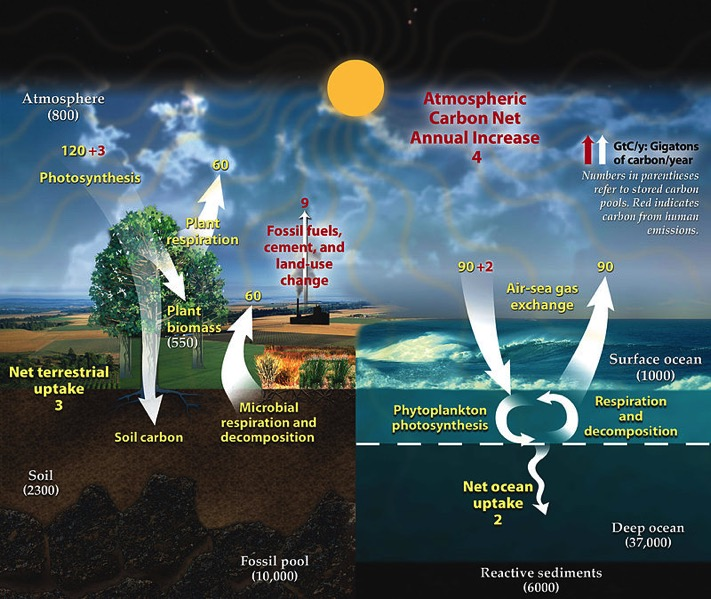 Atmosphere
(800)
120 +3
Photosynthesis
60
Plant
respiration
9
Fossil fuels,
cement, and
land-use
change
Atmospheric
Carbon Net
Annual Increase
4
GtC/y: Gigatons
of carbon/year
Numbers in parentheses
refer to stored carbon
pools. Red indicates
carbon from human
emissions.
90 +2
90
Air-sea gas
exchange
60
Plant
biomass
(550)
Net terrestrial
uptake
3
Soil carbon
Microbial
respiration and
decomposition
Surface ocean
(1000)
Phytoplankton
photosynthesis
Respiration
and
decomposition
Soil
(2300)
Net ocean
uptake
2
Deep ocean
(37,000)
Fossil pool
(10,000)
Reactive sediments
(6000)